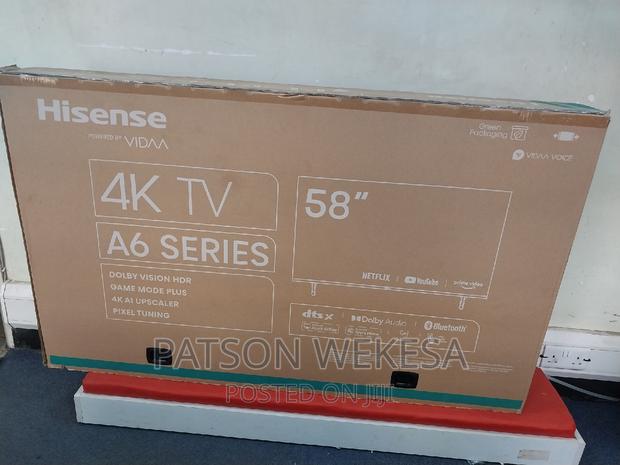 Hisense
POWERED BY VIDAA
Green
Packaging
VIDAA VOICE
4K TV
58"
A6 SERIES
DOLBY VISION HDR
GAME MODE PLUS
4K AI UPSCALER
PIXEL TUNING
NETFLIX
YouTube
prime video
dts X
Dolby Audio
Bluetooth
PATSON WEKESA
POSTED ON JIJI